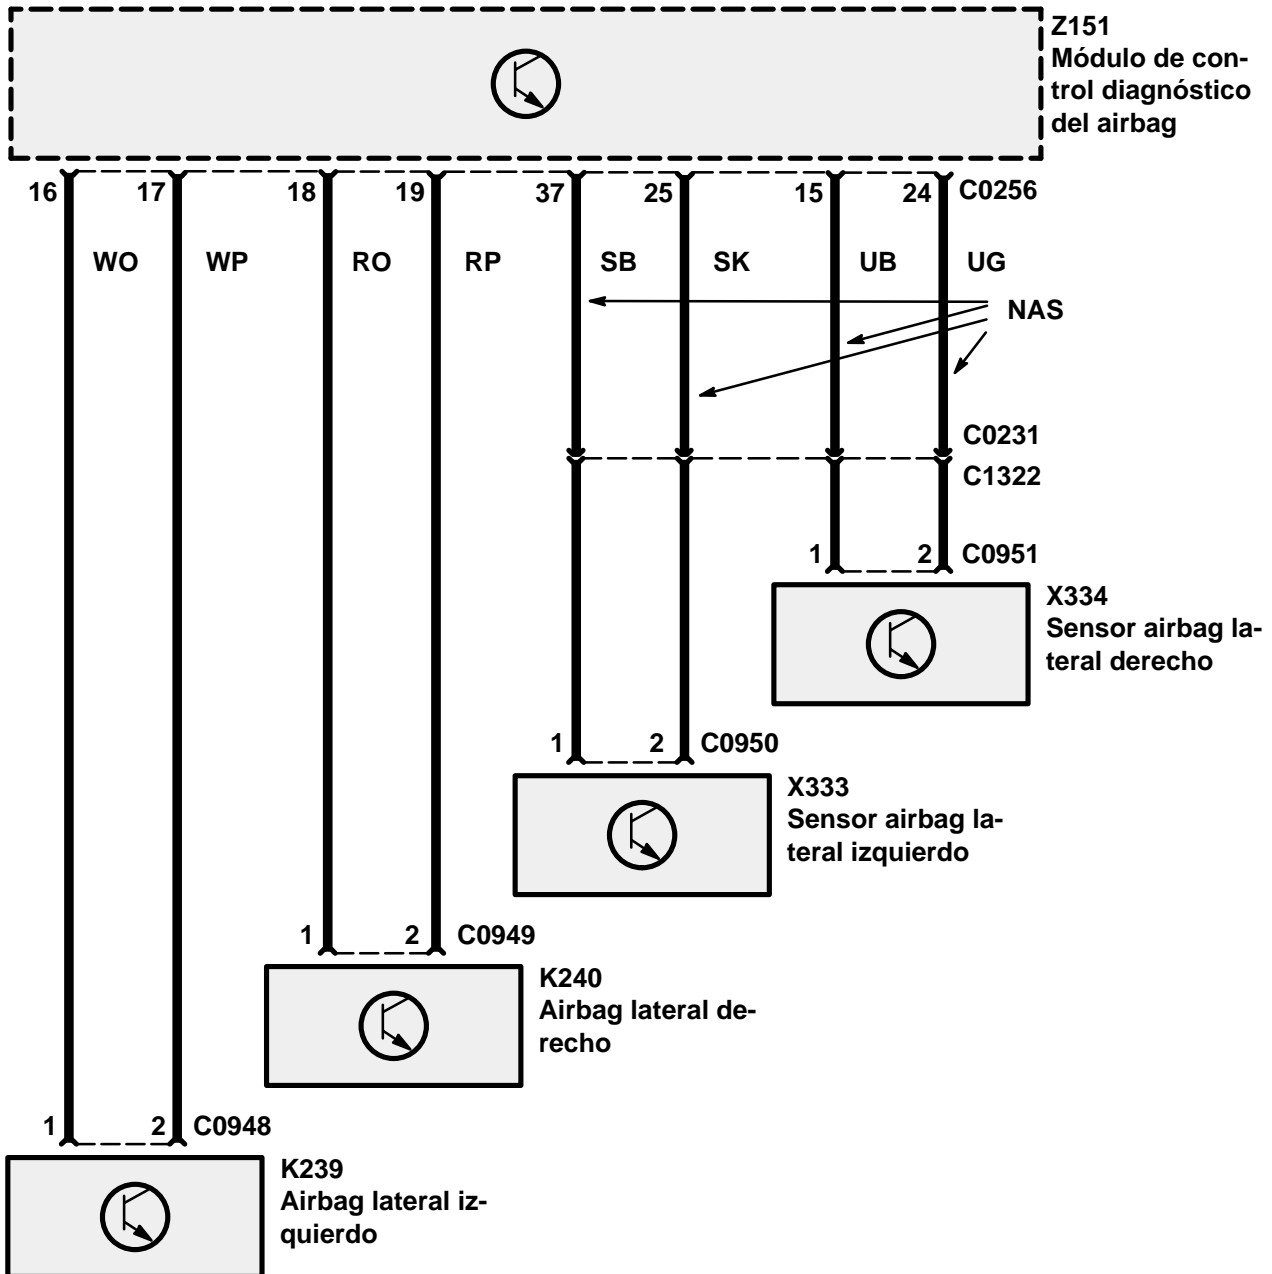 Z151
Módulo de con-
trol diagnóstico
del airbag
16 17 18 19 37 25 15 24 C0256
WO WP RO RP SB SK UB UG
NAS
C0231
C1322
1 2 C0951
X334
Sensor airbag la-
teral derecho
1 2 C0950
X333
Sensor airbag la-
teral izquierdo
1 2 C0949
K240
Airbag lateral de-
recho
1 2 C0948
K239
Airbag lateral iz-
quierdo